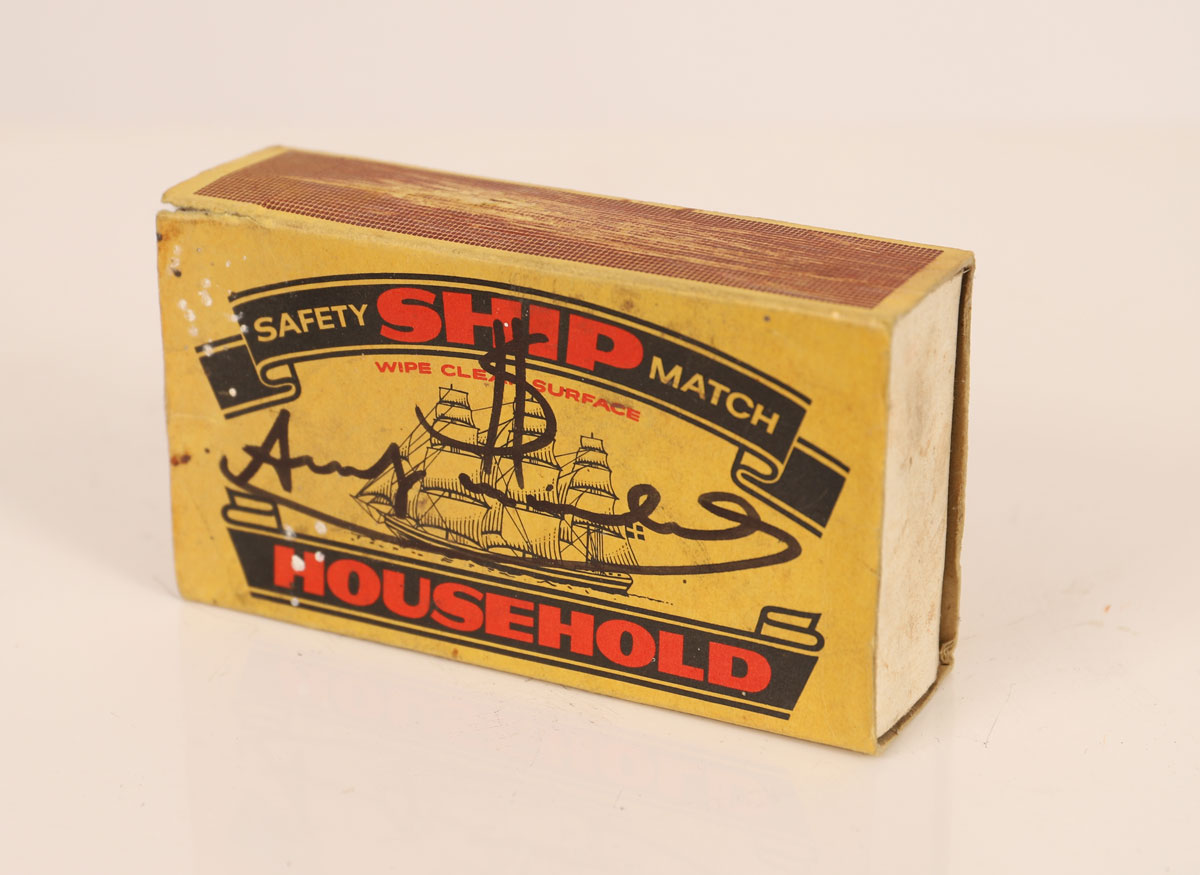 SAFETY SHIP MATCH
WIPE CLEAN SURFACE
$
HOUSEHOLD